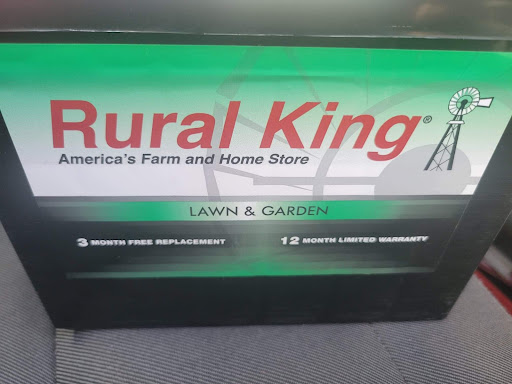 Rural King®
America's Farm and Home Store
LAWN & GARDEN
3 MONTH FREE REPLACEMENT 12 MONTH LIMITED WARRANTY